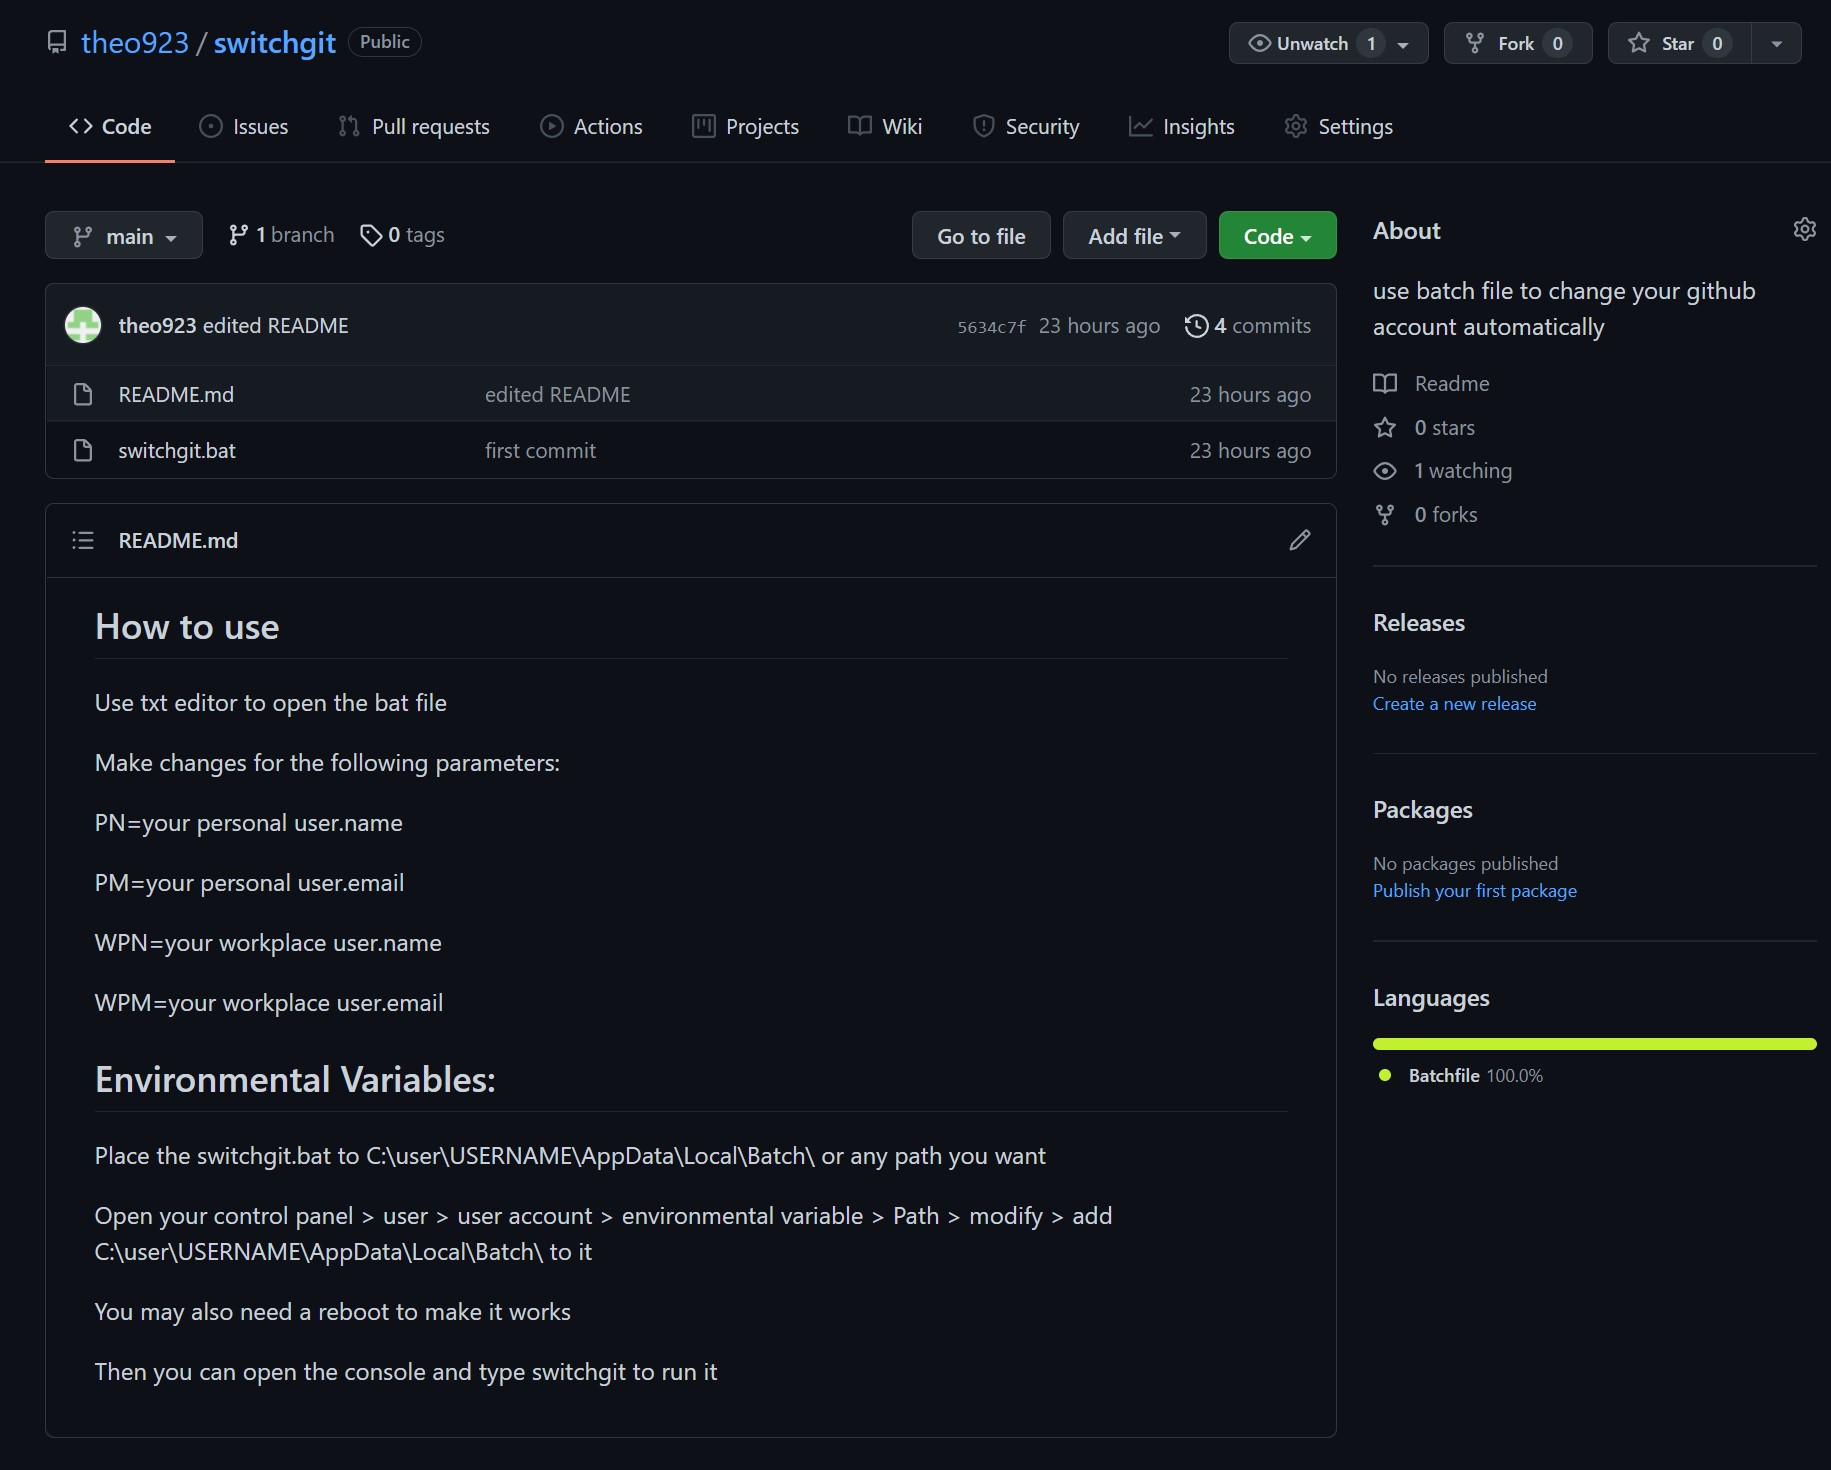 theo923 / switchgit Public
Unwatch 1 Fork 0 Star 0
Code Issues Pull requests Actions Projects Wiki Security Insights Settings
main 1 branch 0 tags Go to file Add file Code
theo923 edited README 5634c7f 23 hours ago 4 commits
README.md edited README 23 hours ago
switchgit.bat first commit 23 hours ago
README.md
How to use
Use txt editor to open the bat file
Make changes for the following parameters:
PN=your personal user.name
PM=your personal user.email
WPN=your workplace user.name
WPM=your workplace user.email
Environmental Variables:
Place the switchgit.bat to C:\user\USERNAME\AppData\Local\Batch\ or any path you want
Open your control panel > user > user account > environmental variable > Path > modify > add
C:\user\USERNAME\AppData\Local\Batch\ to it
You may also need a reboot to make it works
Then you can open the console and type switchgit to run it
About
use batch file to change your github
account automatically
Readme
0 stars
1 watching
0 forks
Releases
No releases published
Create a new release
Packages
No packages published
Publish your first package
Languages
Batchfile 100.0%